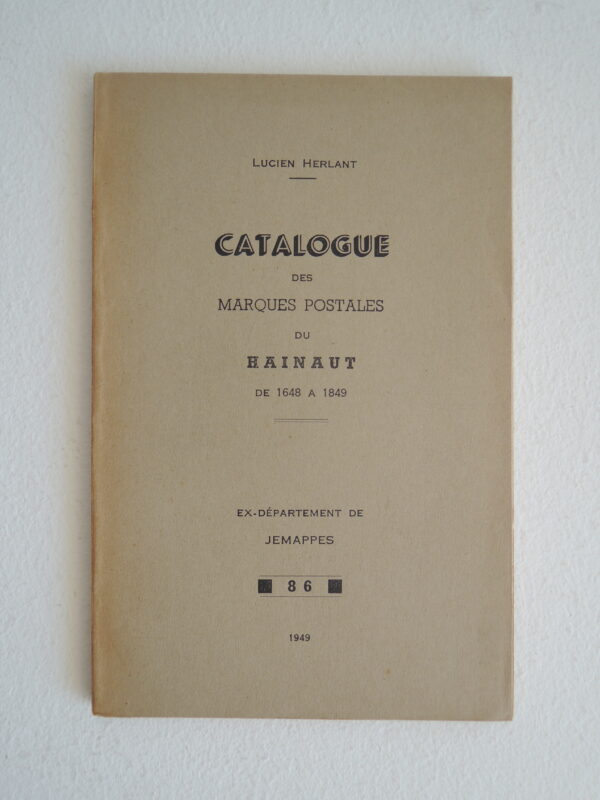 LUCIEN HERLANT
CATALOGUE
DES
MARQUES POSTALES
DU
HAINAUT
DE 1648 A 1849
EX-DÉPARTEMENT DE
JEMAPPES
86
1949